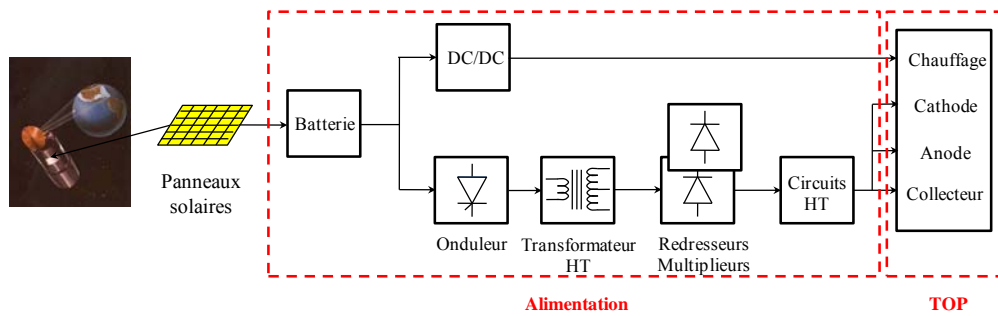 DC/DC
Batterie
Panneaux
solaires
Onduleur
Transformateur
HT
Redresseurs
Multiplieurs
Circuits
HT
Chauffage
Cathode
Anode
Collecteur
Alimentation
TOP